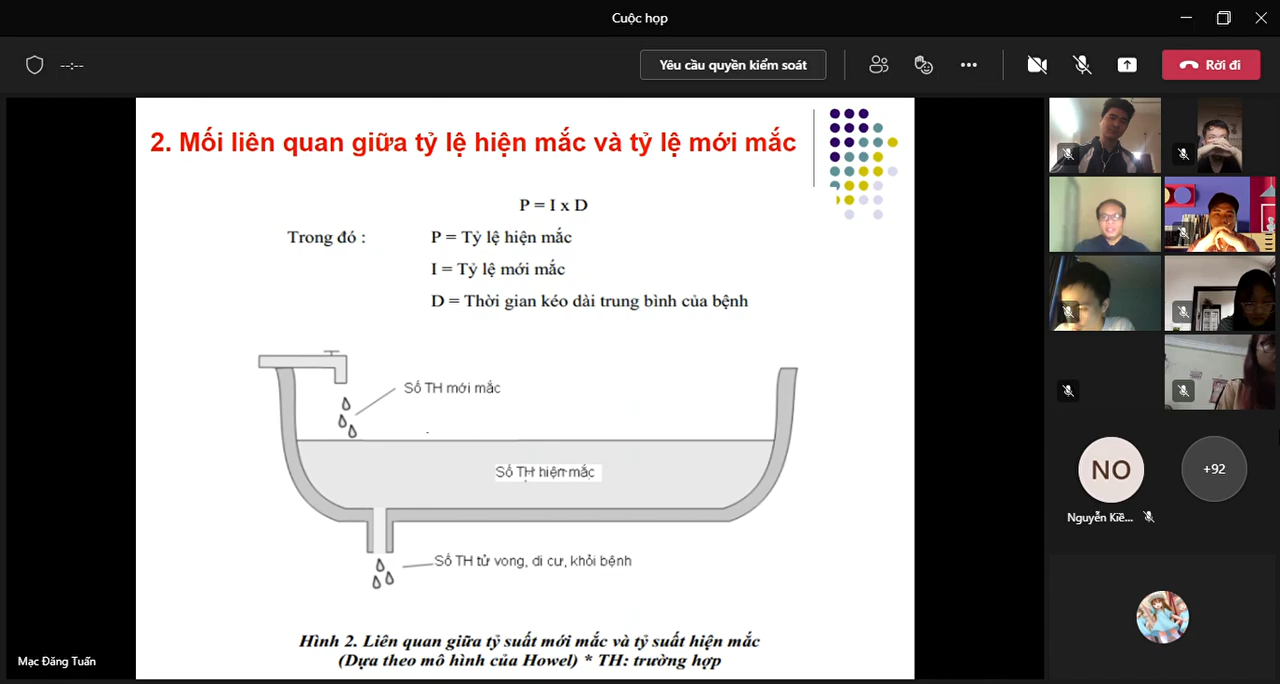 Cuộc họp
--:--
Yêu cầu quyền kiểm soát
Rời đi
2. Mối liên quan giữa tỷ lệ hiện mắc và tỷ lệ mới mắc
P = I x D
Trong đó : P = Tỷ lệ hiện mắc
I = Tỷ lệ mới mắc
D = Thời gian kéo dài trung bình của bệnh
Số TH mới mắc
Số TH hiện mắc
Số TH tử vong, di cư, khỏi bệnh
Hình 2. Liên quan giữa tỷ suất mới mắc và tỷ suất hiện mắc
(Dựa theo mô hình của Howel) * TH: trường hợp
Mạc Đăng Tuấn
NO
+92
Nguyễn Kiề...